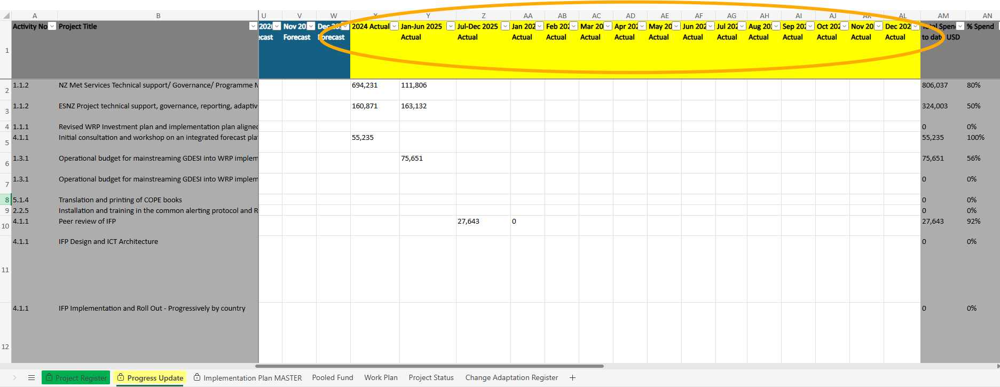 A B U V W X Y Z AA AB AC AD AE AF AG AH AI AJ AK AL AM AN
Activity No Project Title 2026 Nov 202 Dec 202 2024 Actual Jan-Jun 2025 Jul-Dec 2025 Jan 202 Feb 202 Mar 20 Apr 202 May 20 Jun 202 Jul 202 Aug 202 Sep 202 Oct 202 Nov 20 Dec 202 Total Spen % Spend
ecast Forecast Forecast Actual Actual Actual Actual Actual Actual Actual Actual Actual Actual Actual Actual Actual Actual to date USD
1
2 1.1.2 NZ Met Services Technical support/ Governance/ Programme M 694,231 111,806 806,037 80%
3 1.1.2 ESNZ Project technical support, governance, reporting, adaptiv 160,871 163,132 324,003 50%
4 1.1.1 Revised WRP Investment plan and implementation plan aligned 0 0%
5 4.1.1 Initial consultation and workshop on an integrated forecast pla 55,235 55,235 100%
6 1.3.1 Operational budget for mainstreaming GDESI into WRP implem 75,651 75,651 56%
7 1.3.1 Operational budget for mainstreaming GDESI into WRP implem 0 0%
8 5.1.4 Translation and printing of COPE books 0 0%
9 2.2.5 Installation and training in the common alerting protocol and R 0 0%
10 4.1.1 Peer review of IFP 27,643 0 27,643 92%
11 4.1.1 IFP Design and ICT Architecture 0 0%
12 4.1.1 IFP Implementation and Roll Out - Progressively by country 0 0%
Project Register Progress Update Implementation Plan MASTER Pooled Fund Work Plan Project Status Change Adaptation Register +